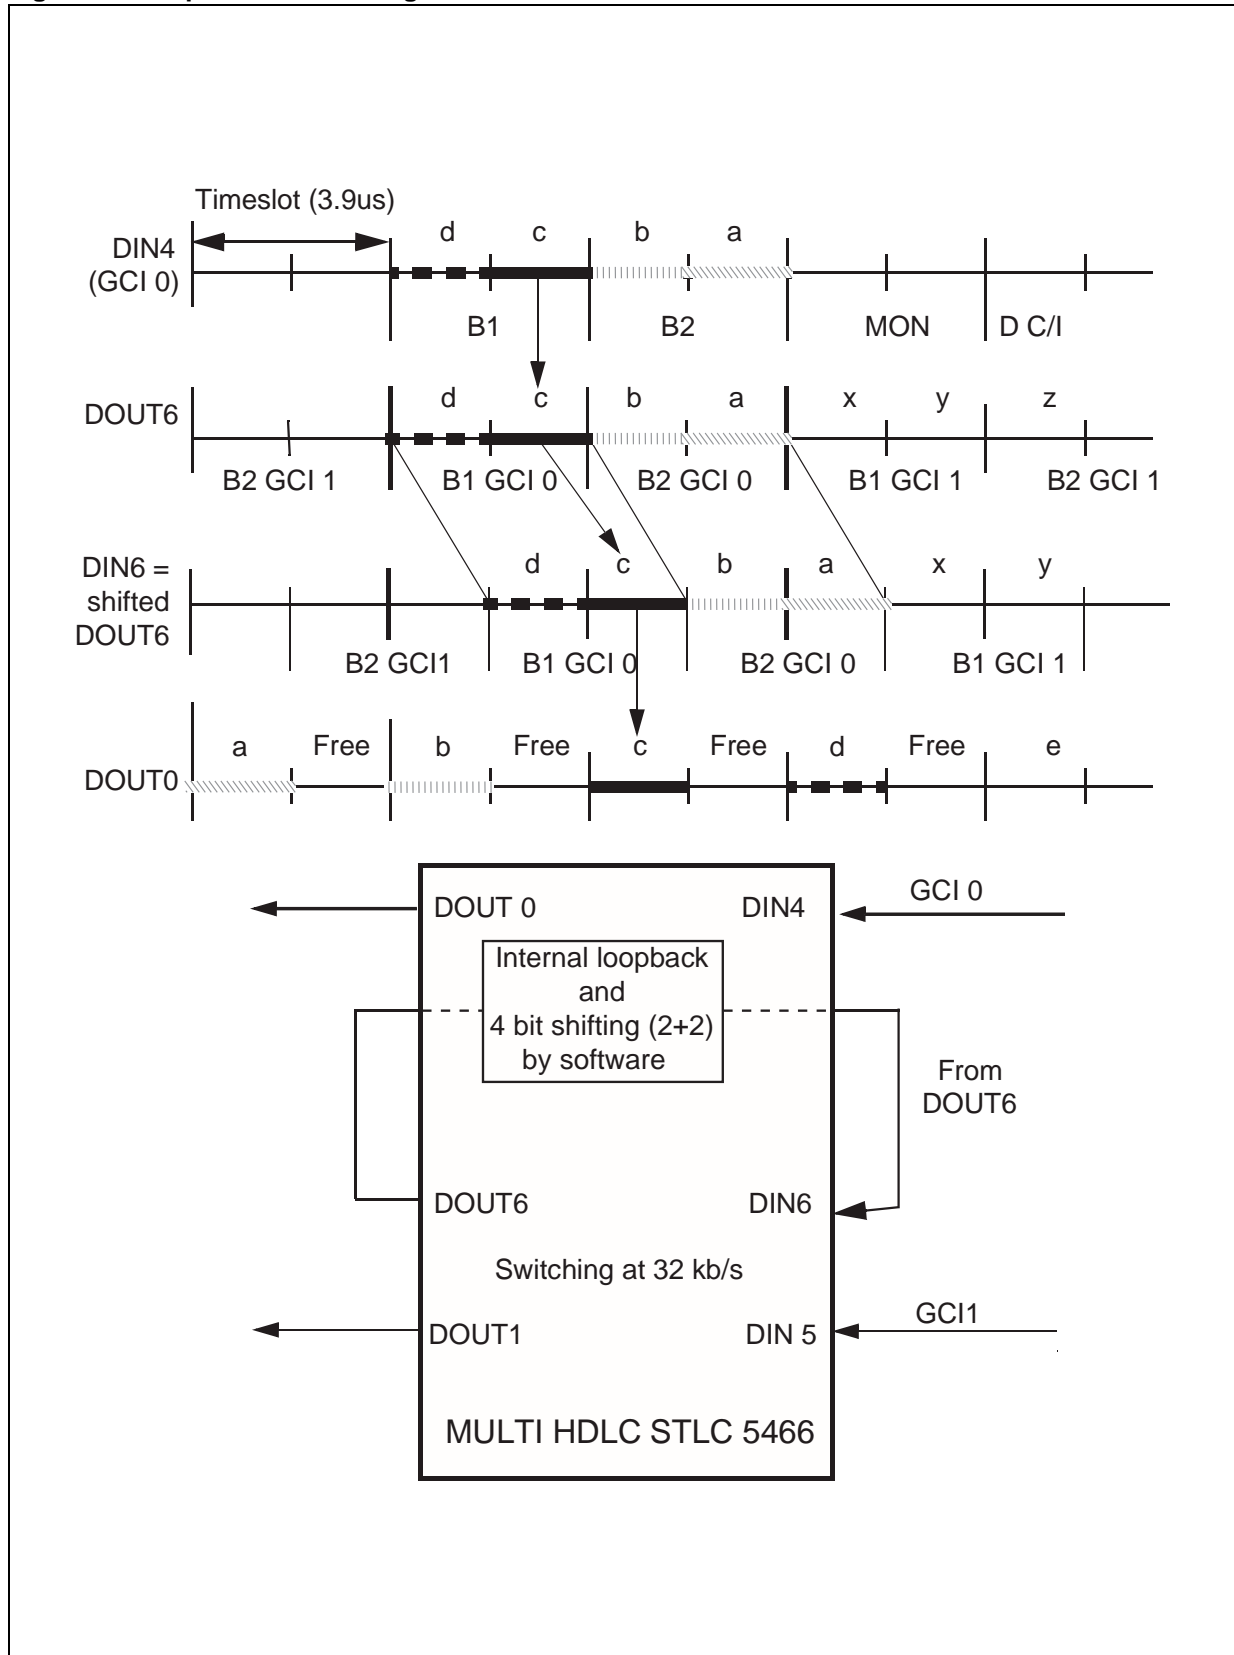 Timeslot (3.9us)
d c b a
DIN4
(GCI 0)
B1 B2 MON D C/I
d c b a x y z
DOUT6
B2 GCI 1 B1 GCI 0 B2 GCI 0 B1 GCI 1 B2 GCI 1
d c b a x y
DIN6 =
shifted
DOUT6
B2 GCI1 B1 GCI 0 B2 GCI 0 B1 GCI 1
a Free b Free c Free d Free e
DOUT0
DOUT 0 DIN4 GCI 0
Internal loopback
and
4 bit shifting (2+2)
by software
From
DOUT6
DOUT6 DIN6
Switching at 32 kb/s
DOUT1 DIN 5 GCI1
MULTI HDLC STLC 5466